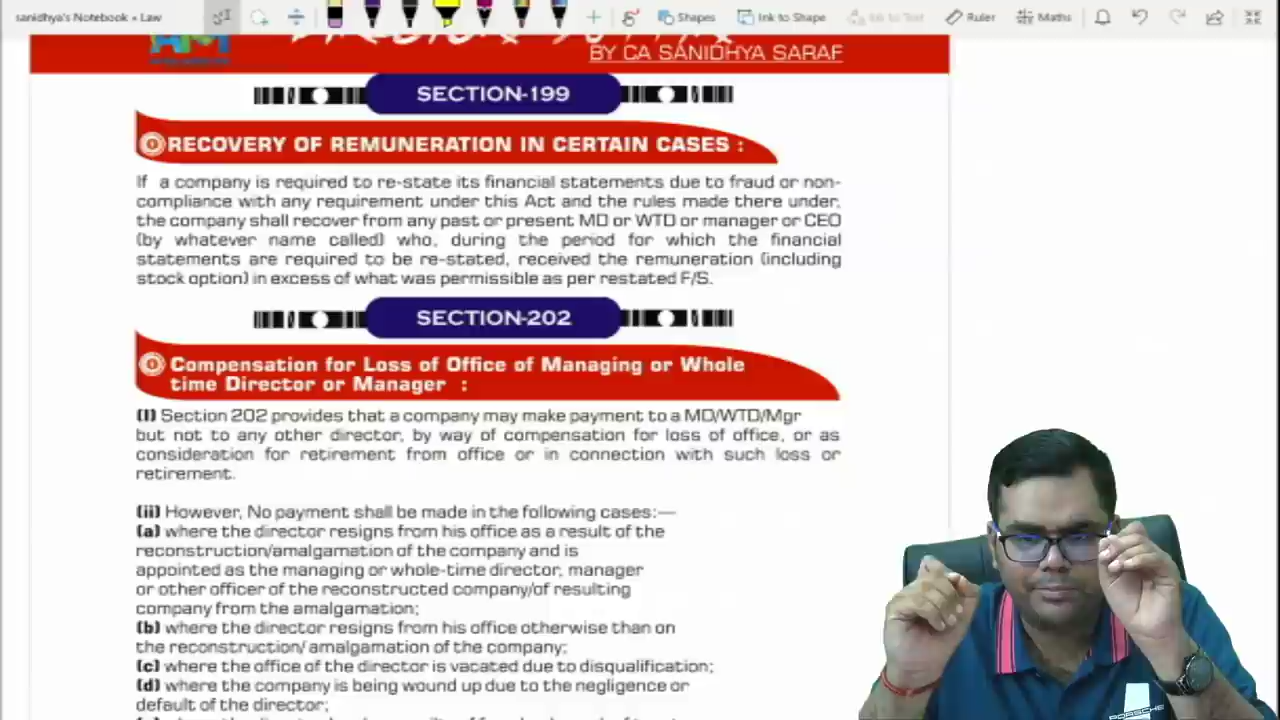 sanidhya's Notebook • Law
Shapes
Ink to Shape
Ink to Text
Ruler
Maths
BY CA SANIDHYA SARAF
SECTION-199
RECOVERY OF REMUNERATION IN CERTAIN CASES :
If a company is required to re-state its financial statements due to fraud or non-
compliance with any requirement under this Act and the rules made there under,
the company shall recover from any past or present MD or WTD or manager or CEO
(by whatever name called) who, during the period for which the financial
statements are required to be re-stated, received the remuneration (including
stock option) in excess of what was permissible as per restated F/S.
SECTION-202
Compensation for Loss of Office of Managing or Whole
time Director or Manager :
(I) Section 202 provides that a company may make payment to a MD/WTD/Mgr
but not to any other director, by way of compensation for loss of office, or as
consideration for retirement from office or in connection with such loss or
retirement.
(ii) However, No payment shall be made in the following cases:—
(a) where the director resigns from his office as a result of the
reconstruction/amalgamation of the company and is
appointed as the managing or whole-time director, manager
or other officer of the reconstructed company/of resulting
company from the amalgamation;
(b) where the director resigns from his office otherwise than on
the reconstruction/ amalgamation of the company;
(c) where the office of the director is vacated due to disqualification;
(d) where the company is being wound up due to the negligence or
default of the director;
PORSCHE